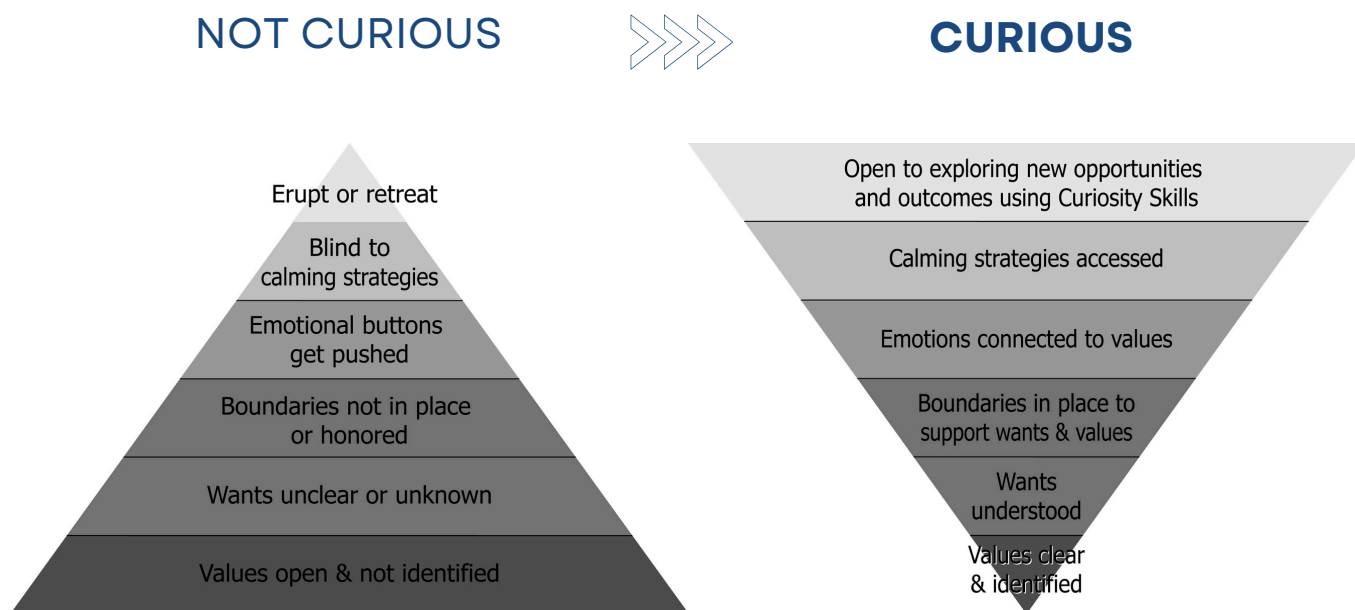 NOT CURIOUS
CURIOUS
Erupt or retreat
Blind to
calming strategies
Emotional buttons
get pushed
Boundaries not in place
or honored
Wants unclear or unknown
Values open & not identified
Open to exploring new opportunities
and outcomes using Curiosity Skills
Calming strategies accessed
Emotions connected to values
Boundaries in place to
support wants & values
Wants
understood
Values clear
& identified